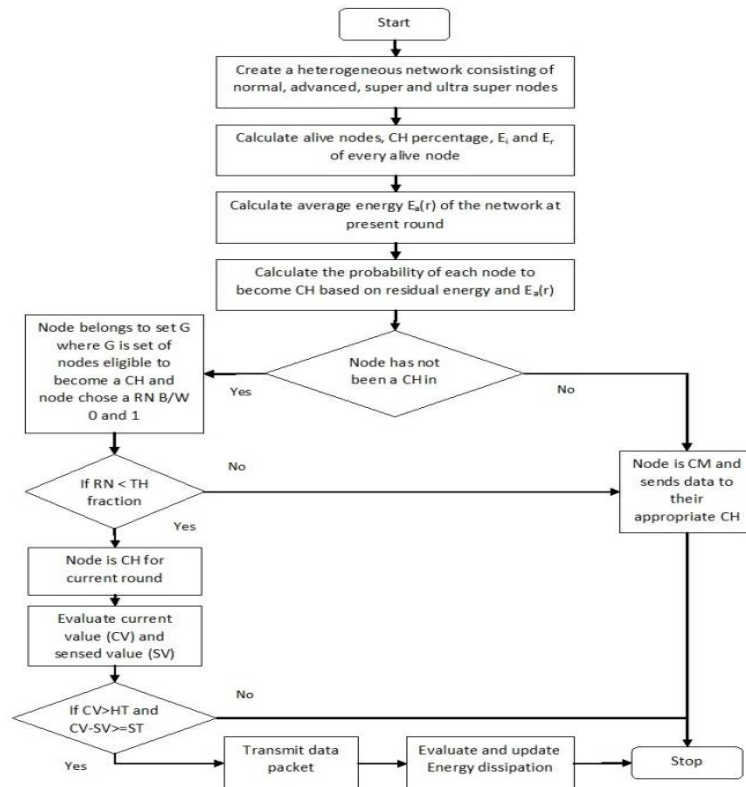 Start
Create a heterogeneous network consisting of
normal, advanced, super and ultra super nodes
Calculate alive nodes, CH percentage, Eᵢ and Eᵣ
of every alive node
Calculate average energy Eₐ(r) of the network at
present round
Calculate the probability of each node to
become CH based on residual energy and Eₐ(r)
Node belongs to set G
where G is set of
nodes eligible to
become a CH and
node chose a RN B/W
0 and 1
Yes
Node has not
been a CH in
No
If RN < TH
fraction
No
Yes
Node is CM and
sends data to
their
appropriate CH
Node is CH for
current round
Evaluate current
value (CV) and
sensed value (SV)
If CV>HT and
CV-SV>=ST
No
Yes
Transmit data
packet
Evaluate and update
Energy dissipation
Stop